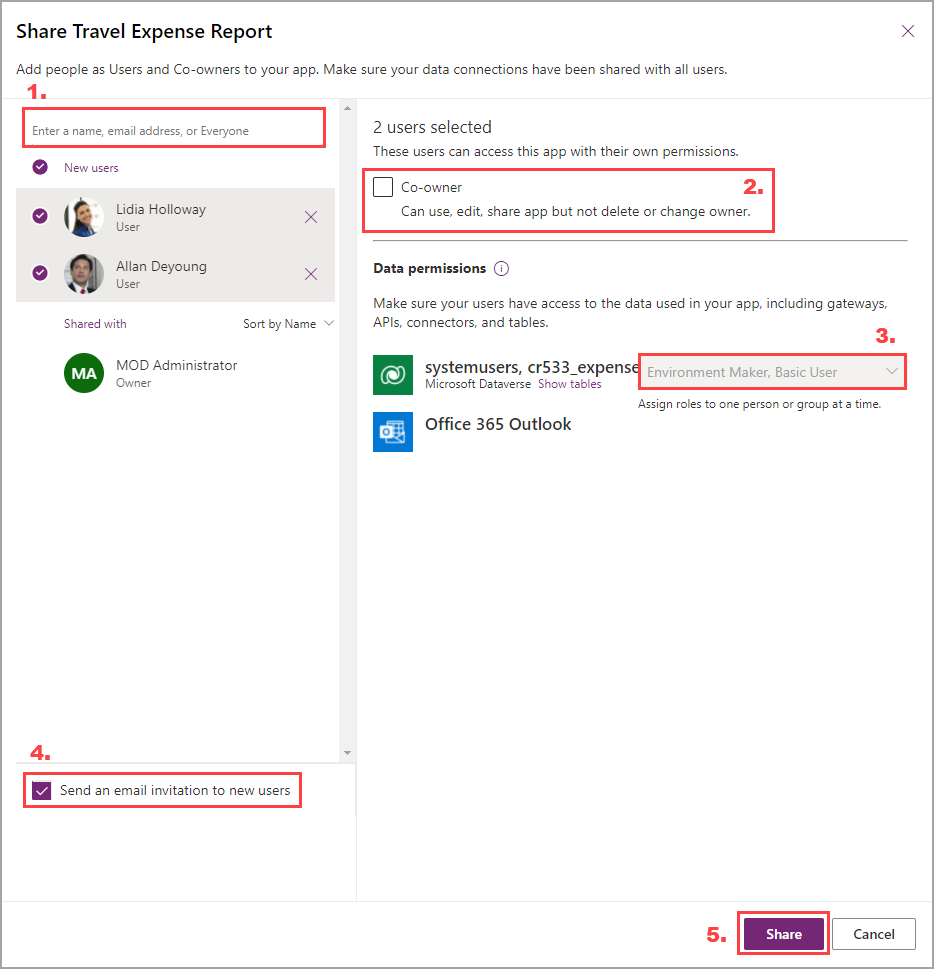 Share Travel Expense Report
Add people as Users and Co-owners to your app. Make sure your data connections have been shared with all users.
1.
Enter a name, email address, or Everyone
New users
Lidia Holloway
User
Allan Deyoung
User
Shared with
Sort by Name
MA
MOD Administrator
Owner
4.
Send an email invitation to new users
2 users selected
These users can access this app with their own permissions.
2.
Co-owner
Can use, edit, share app but not delete or change owner.
Data permissions
Make sure your users have access to the data used in your app, including gateways,
APIs, connectors, and tables.
3.
systemusers, cr533_expense
Microsoft Dataverse Show tables
Environment Maker, Basic User
Assign roles to one person or group at a time.
Office 365 Outlook
5.
Share
Cancel